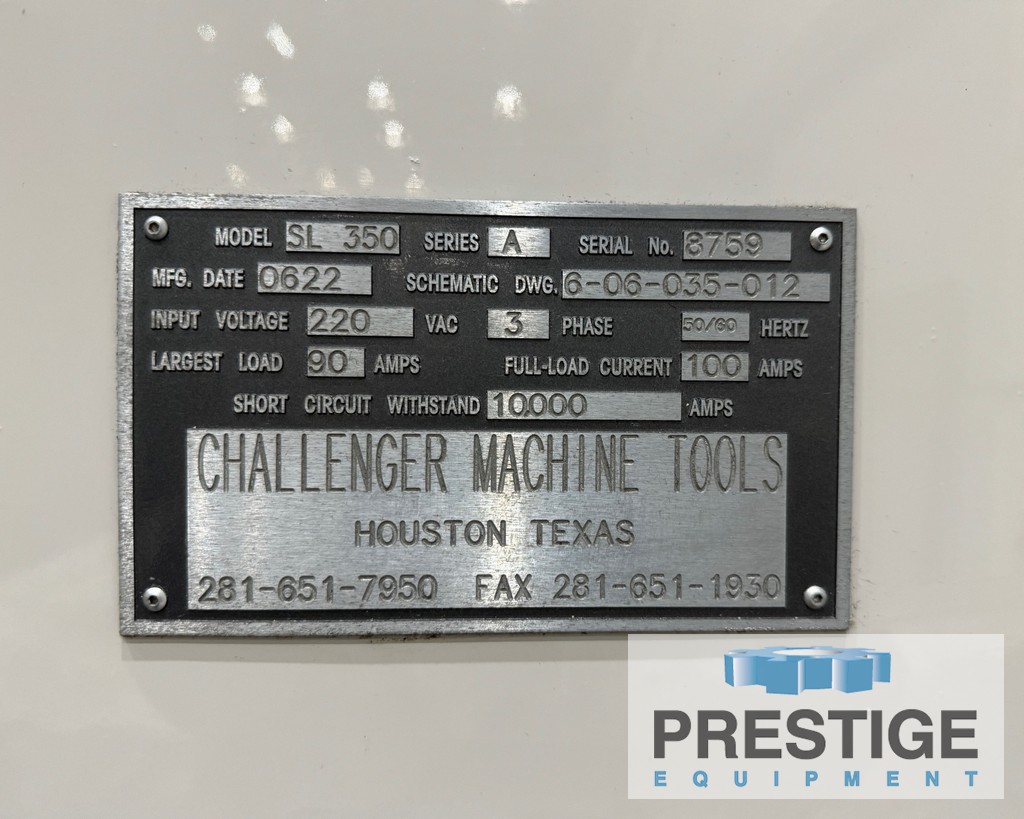 MODEL SL 350 SERIES A SERIAL No. 8759
MFG. DATE 0622 SCHEMATIC DWG. 6-06-035-012
INPUT VOLTAGE 220 VAC 3 PHASE 50/60 HERTZ
LARGEST LOAD 90 AMPS FULL-LOAD CURRENT 100 AMPS
SHORT CIRCUIT WITHSTAND 10000 AMPS
CHALLENGER MACHINE TOOLS
HOUSTON TEXAS
281-651-7950 FAX 281-651-1930
PRESTIGE
EQUIPMENT